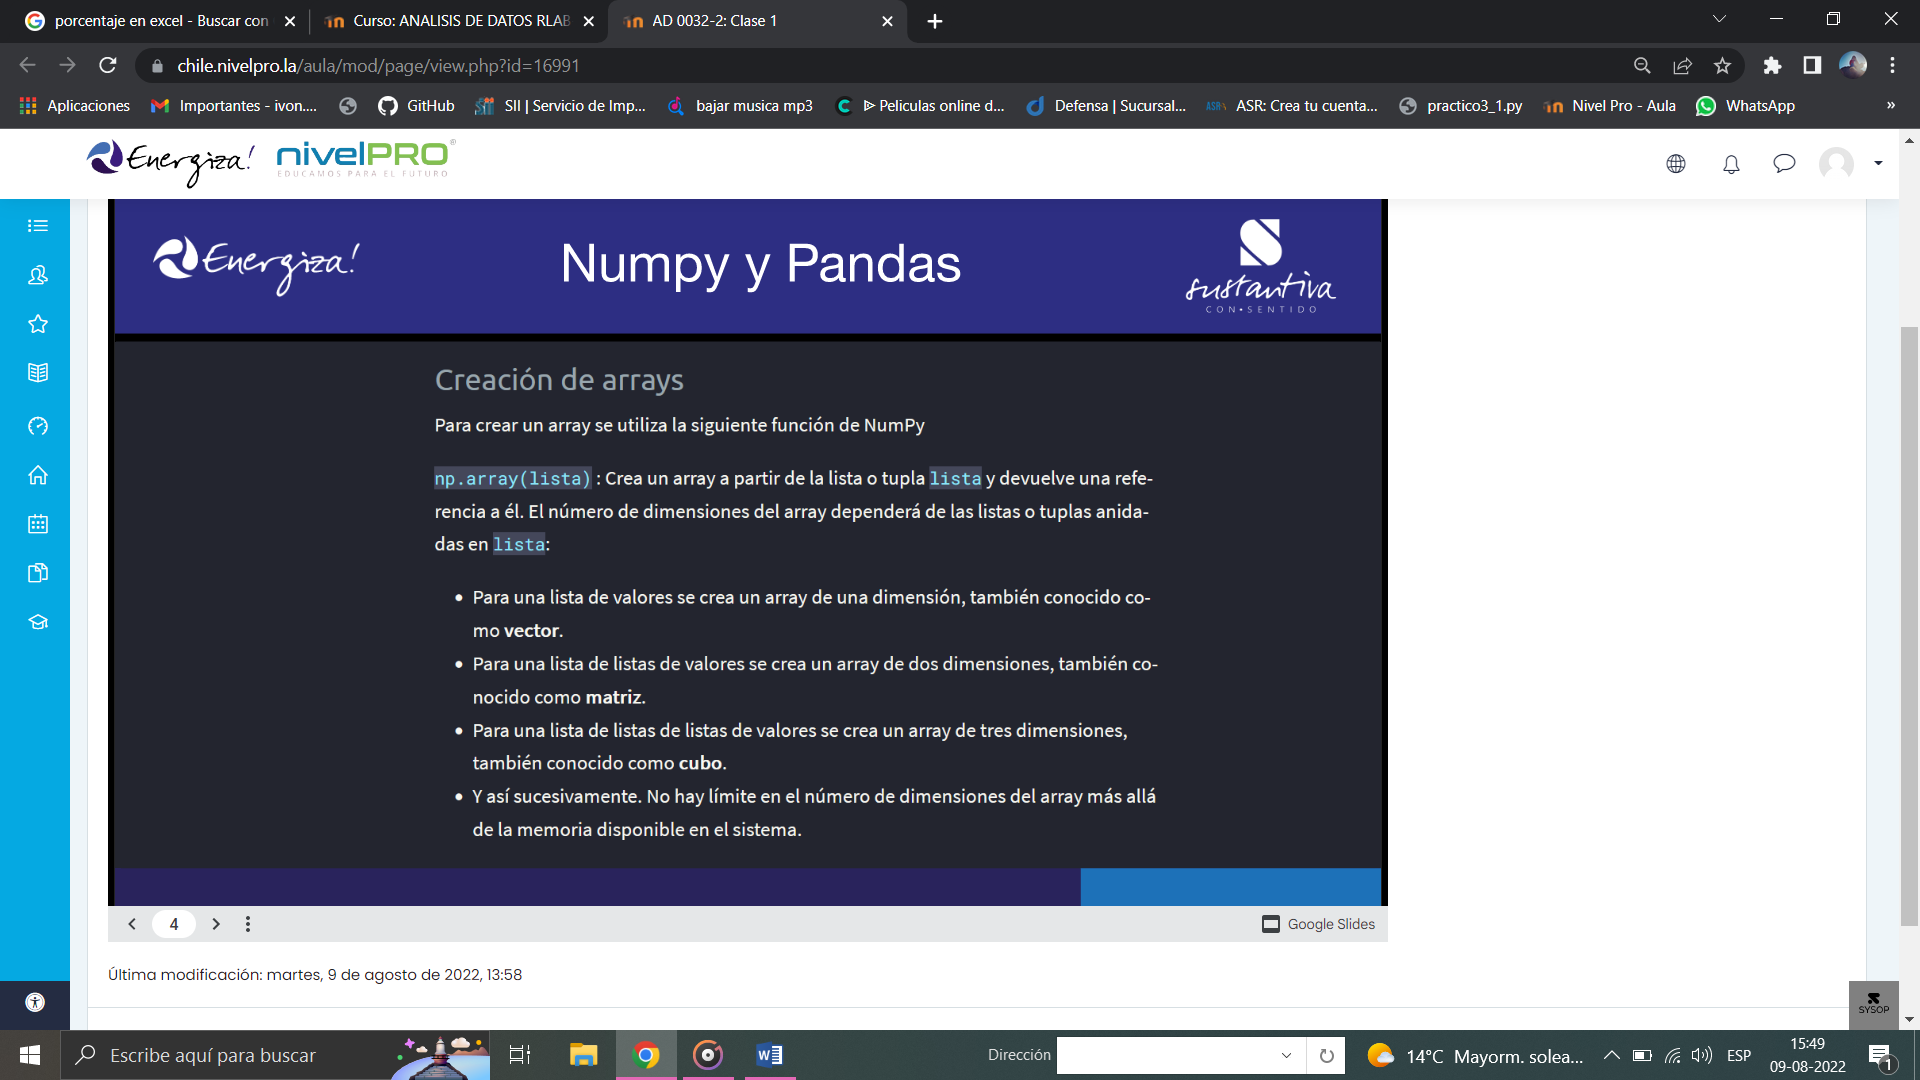 porcentaje en excel - Buscar con
Curso: ANALISIS DE DATOS RLAB
AD 0032-2: Clase 1
chile.nivelpro.la/aula/mod/page/view.php?id=16991
Aplicaciones
Importantes - ivon....
GitHub
SII | Servicio de Imp...
bajar musica mp3
Peliculas online d...
Defensa | Sucursal...
ASR: Crea tu cuenta...
practico3_1.py
Nivel Pro - Aula
WhatsApp
»
Energiza!
nivelPRO
EDUCAMOS PARA EL FUTURO
Energiza!
Numpy y Pandas
sustantiva
CON•SENTIDO
Creación de arrays
Para crear un array se utiliza la siguiente función de NumPy
np.array(lista) : Crea un array a partir de la lista o tupla lista y devuelve una refe-
rencia a él. El número de dimensiones del array dependerá de las listas o tuplas anida-
das en lista:
• Para una lista de valores se crea un array de una dimensión, también conocido co-
mo vector.
• Para una lista de listas de valores se crea un array de dos dimensiones, también co-
nocido como matriz.
• Para una lista de listas de listas de valores se crea un array de tres dimensiones,
también conocido como cubo.
• Y así sucesivamente. No hay límite en el número de dimensiones del array más allá
de la memoria disponible en el sistema.
4
Google Slides
Última modificación: martes, 9 de agosto de 2022, 13:58
SYSOP
Escribe aquí para buscar
Dirección
14°C Mayorm. solea...
ESP
15:49
09-08-2022
1